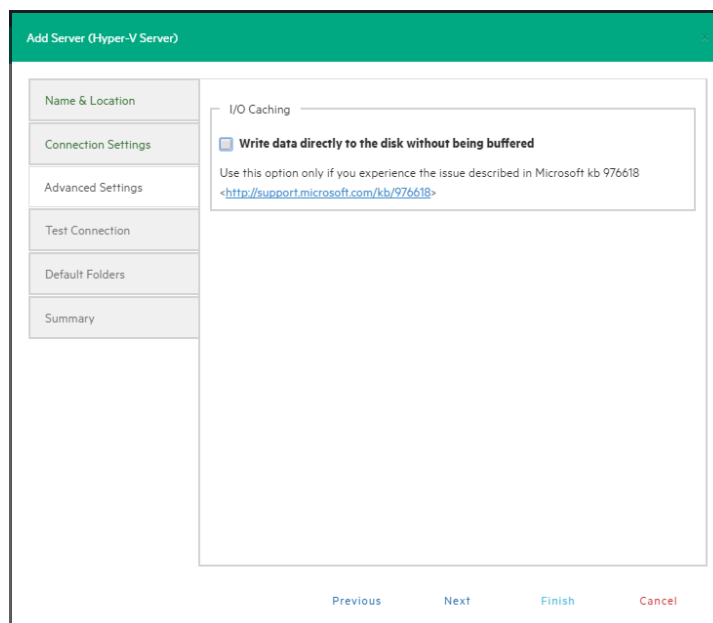 Add Server (Hyper-V Server)
Name & Location
Connection Settings
Advanced Settings
Test Connection
Default Folders
Summary
I/O Caching
Write data directly to the disk without being buffered
Use this option only if you experience the issue described in Microsoft kb 976618
<http://support.microsoft.com/kb/976618>
Previous Next Finish Cancel